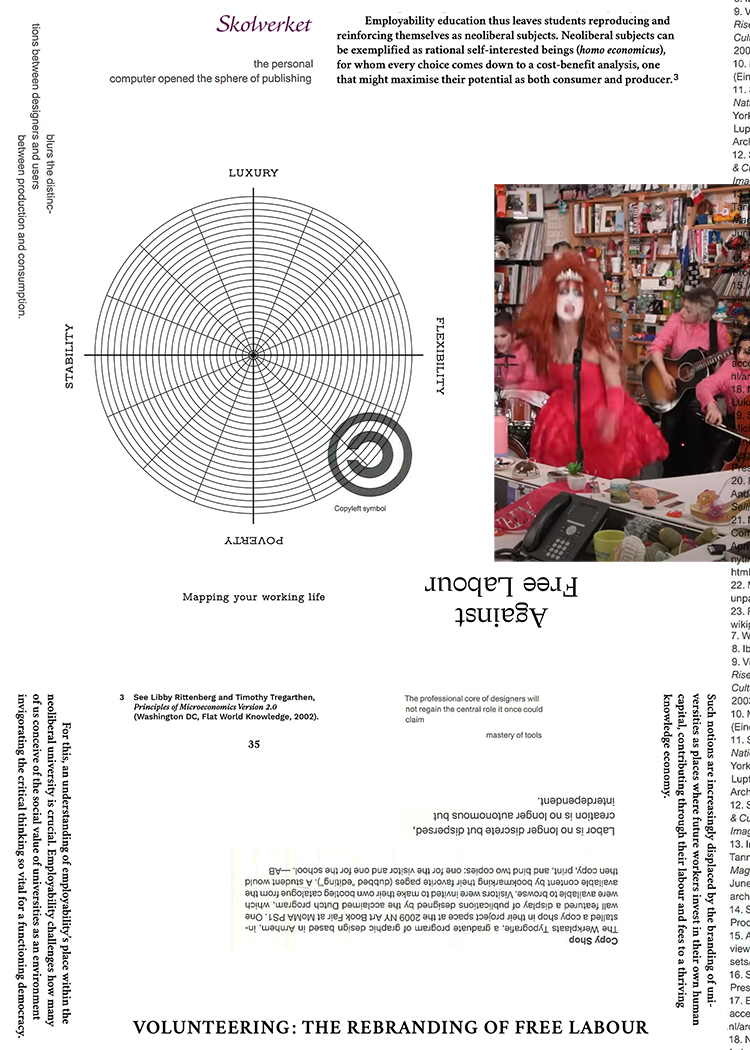 Skolverket
Employability education thus leaves students reproducing and
reinforcing themselves as neoliberal subjects. Neoliberal subjects can
be exemplified as rational self-interested beings (homo economicus),
for whom every choice comes down to a cost-benefit analysis, one
that might maximise their potential as both consumer and producer.3
the personal
computer opened the sphere of publishing
blurs the distinc-
tions between designers and users
between production and consumption.
LUXURY
FLEXIBILITY
STABILITY
POVERTY
Copyleft symbol
Mapping your working life
Against
Free Labour
3 See Libby Rittenberg and Timothy Tregarthen,
Principles of Microeconomics Version 2.0
(Washington DC, Flat World Knowledge, 2002).
35
The professional core of designers will
not regain the central role it once could
claim
mastery of tools
Labor is no longer discrete but dispersed,
creation is no longer autonomous but
interdependent.
Copy Shop
The Werkplaats Typografie, a graduate program of graphic design based in Arnhem, in-
stalled a copy shop in their project space at the 2009 NY Art Book Fair at MoMA PS1. One
wall featured a display of publications designed by the acclaimed Dutch program, which
were available to browse. Visitors were invited to make their own bootleg catalogue from the
available content by bookmarking their favorite pages (dubbed "editing"). A student would
then copy, print, and bind two copies: one for the visitor and one for the school. —AB
Such notions are increasingly displaced by the branding of uni-
versities as places where future workers invest in their own human
capital, contributing through their labour and fees to a thriving
knowledge economy.
For this, an understanding of employability's place within the
neoliberal university is crucial. Employability challenges how many
of us conceive of the social value of universities as an environment
invigorating the critical thinking so vital for a functioning democracy.
VOLUNTEERING: THE REBRANDING OF FREE LABOUR
9. V
Rise
Cult
200
10.
(Ein
11. S
Nati
York
Lup
Arch
12. S
& Cu
Ima
18.
20.
And
21.
Com
html
22. M
unpa
23. F
wikip
7. W
8. Ib
9. Vi
Rise
Cult
2003
10. M
(Eind
11. S
Natio
York
Lupf
Arch
12. S
& Cu
Imag
13. In
Tann
Mag
June
arch
14. S
Proc
15. A
view
sets/
16. S
Pres
17. E
acce
.nl/arc
18. N